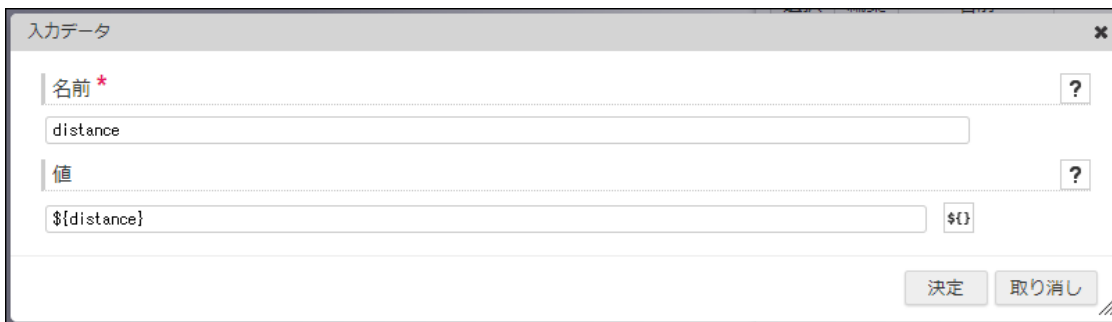 入力データ
名前 *
?
distance
値
?
${distance}
${}
決定 取り消し